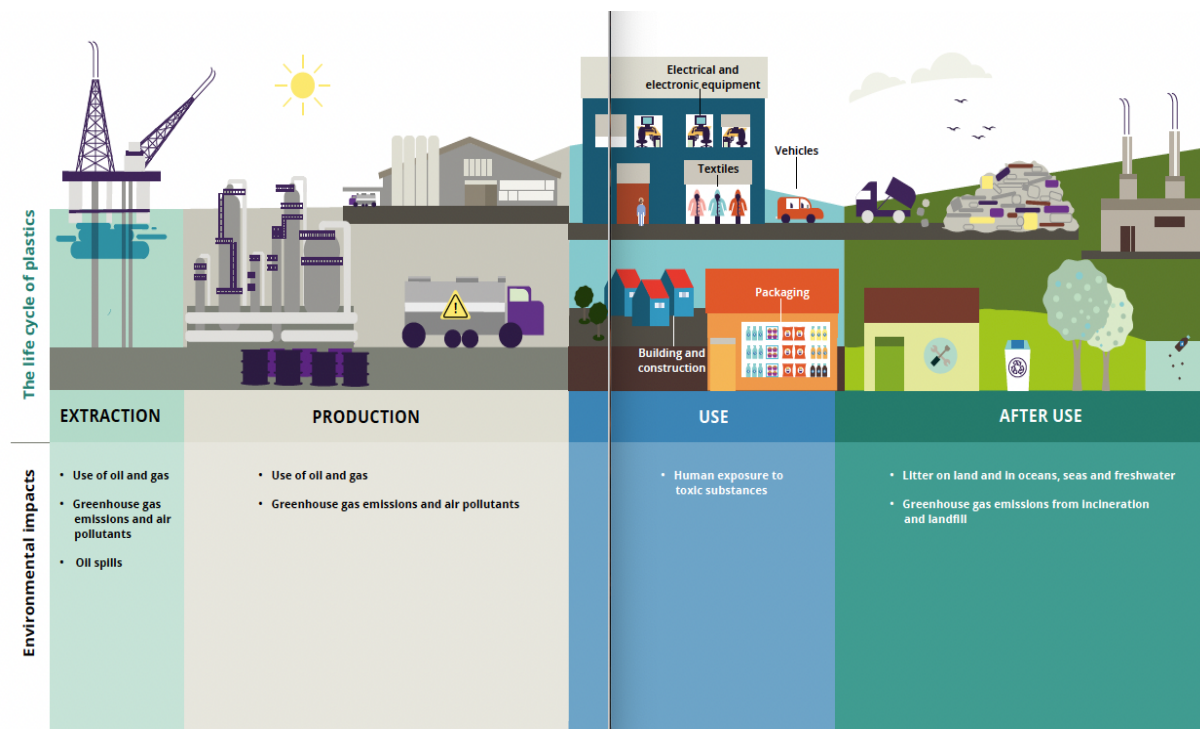 Electrical and
electronic equipment
Vehicles
Textiles
Packaging
Building and
construction
The life cycle of plastics
EXTRACTION
PRODUCTION
USE
AFTER USE
Environmental impacts
• Use of oil and gas
• Greenhouse gas
emissions and air
pollutants
• Oil spills
• Use of oil and gas
• Greenhouse gas emissions and air pollutants
• Human exposure to
toxic substances
• Litter on land and in oceans, seas and freshwater
• Greenhouse gas emissions from incineration
and landfill